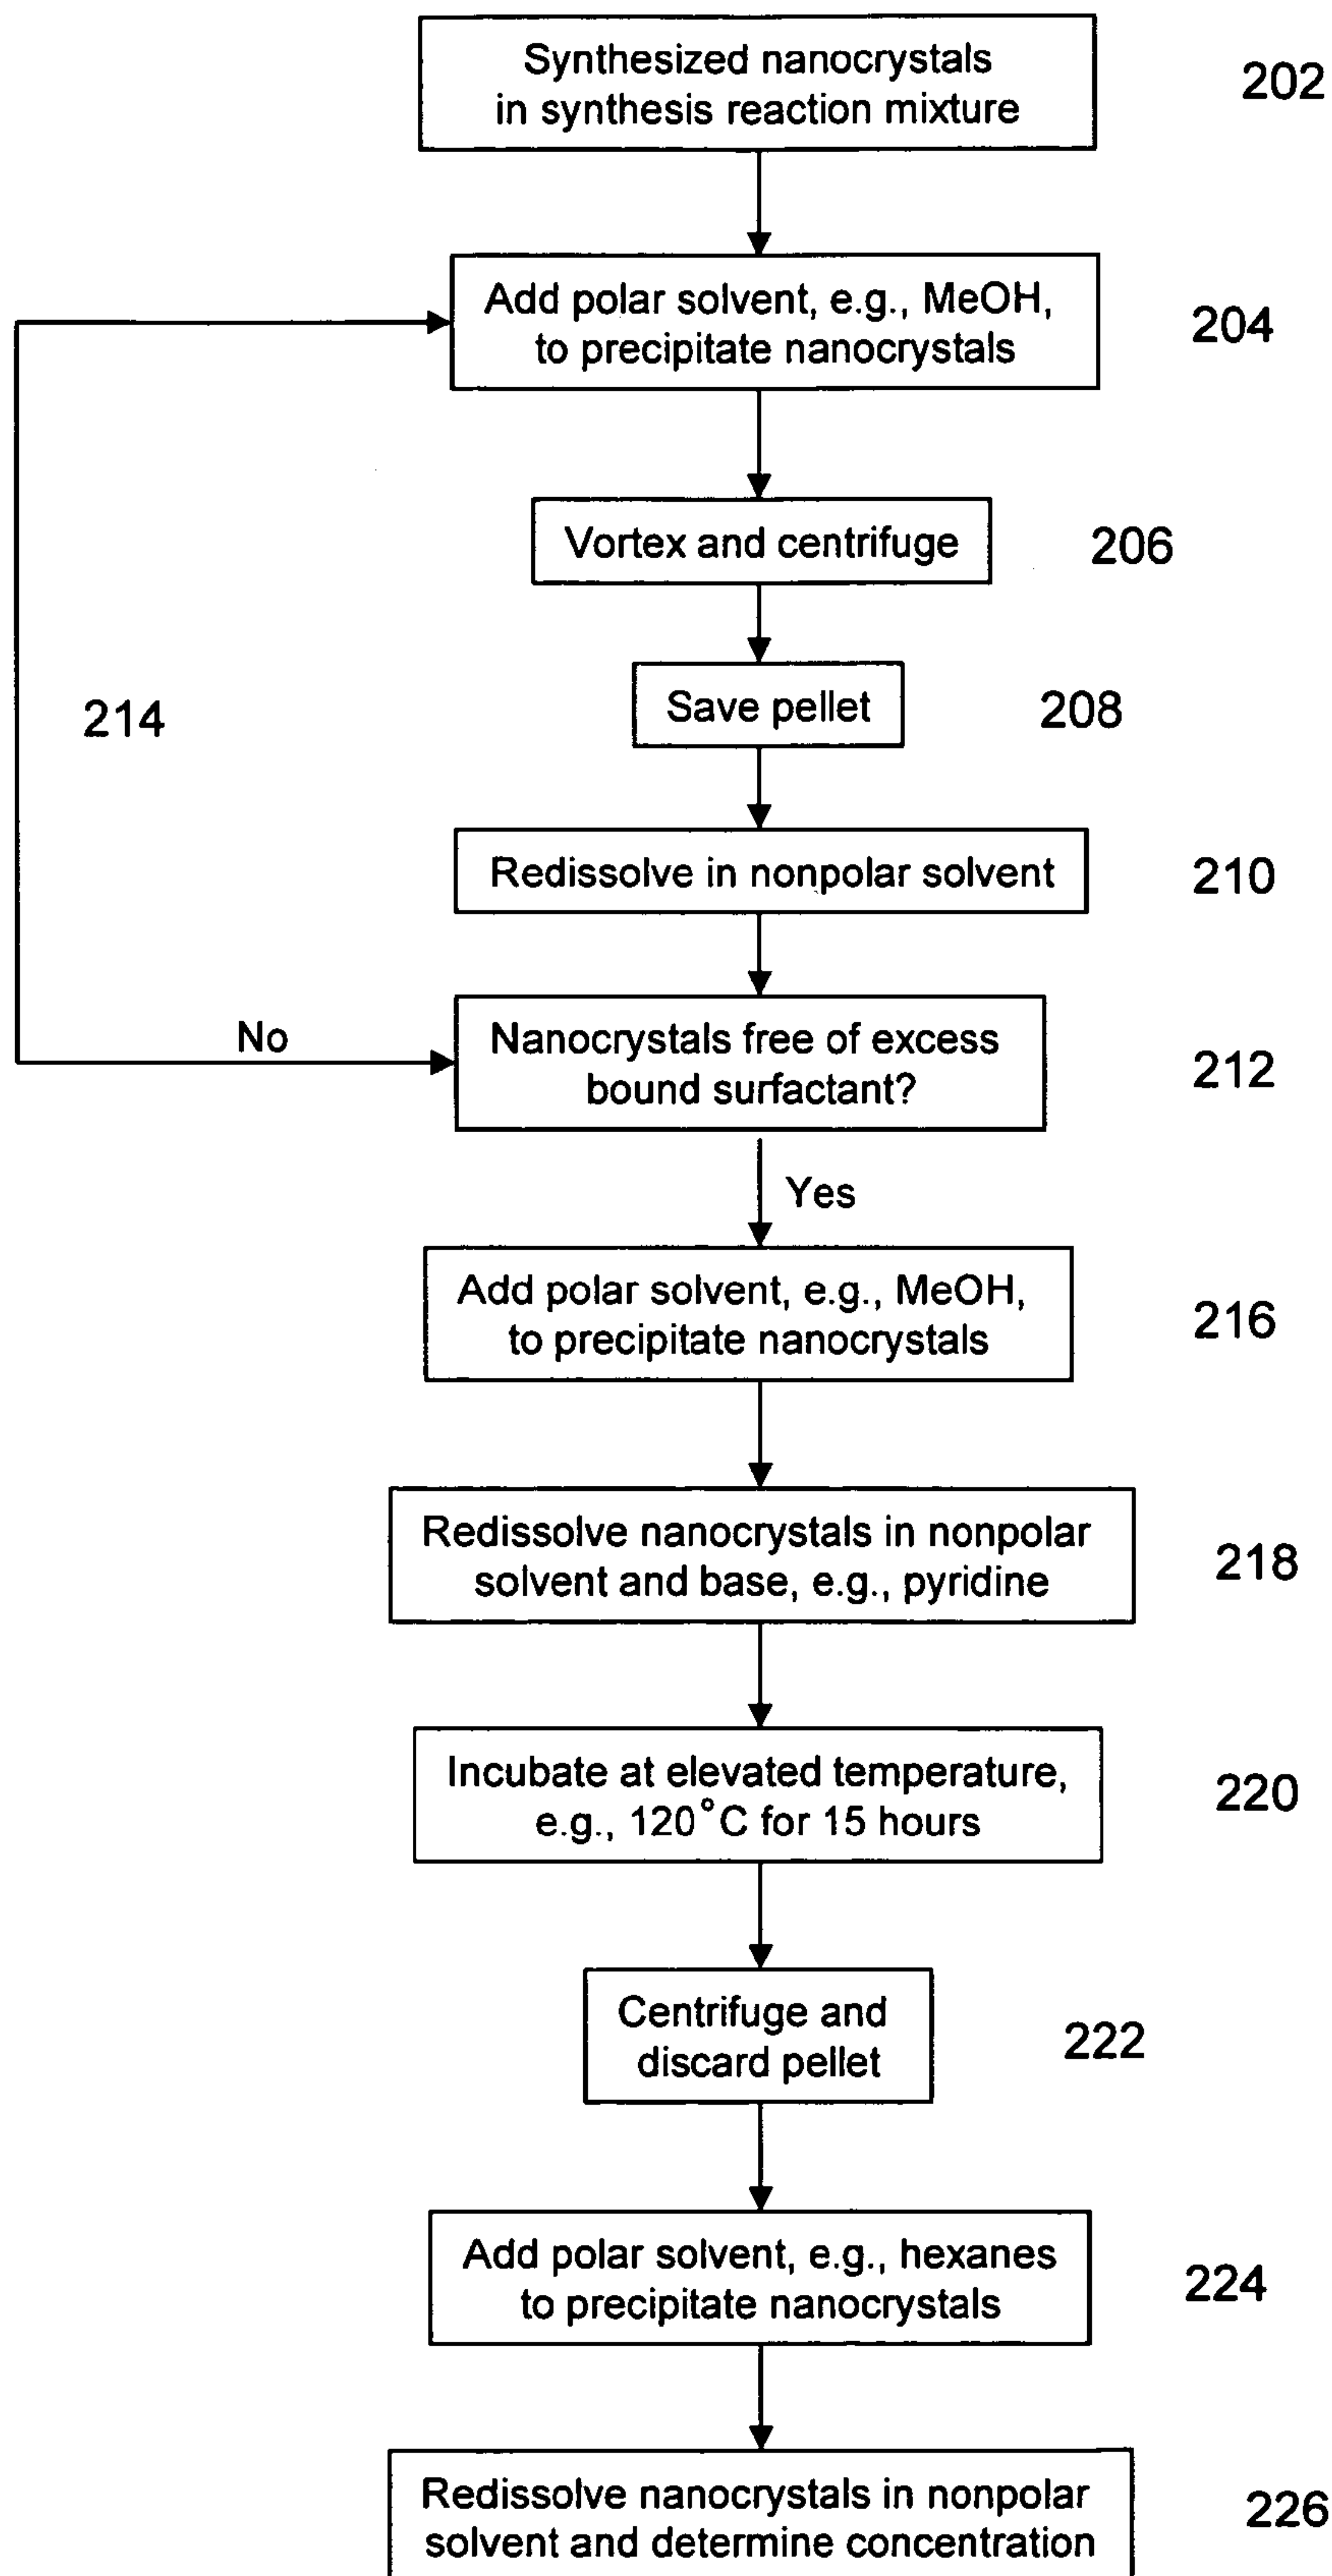 Synthesized nanocrystals
in synthesis reaction mixture
202
Add polar solvent, e.g., MeOH,
to precipitate nanocrystals
204
Vortex and centrifuge
206
Save pellet
208
214
Redissolve in nonpolar solvent
210
No
Nanocrystals free of excess
bound surfactant?
212
Yes
Add polar solvent, e.g., MeOH,
to precipitate nanocrystals
216
Redissolve nanocrystals in nonpolar
solvent and base, e.g., pyridine
218
Incubate at elevated temperature,
e.g., 120°C for 15 hours
220
Centrifuge and
discard pellet
222
Add polar solvent, e.g., hexanes
to precipitate nanocrystals
224
Redissolve nanocrystals in nonpolar
solvent and determine concentration
226